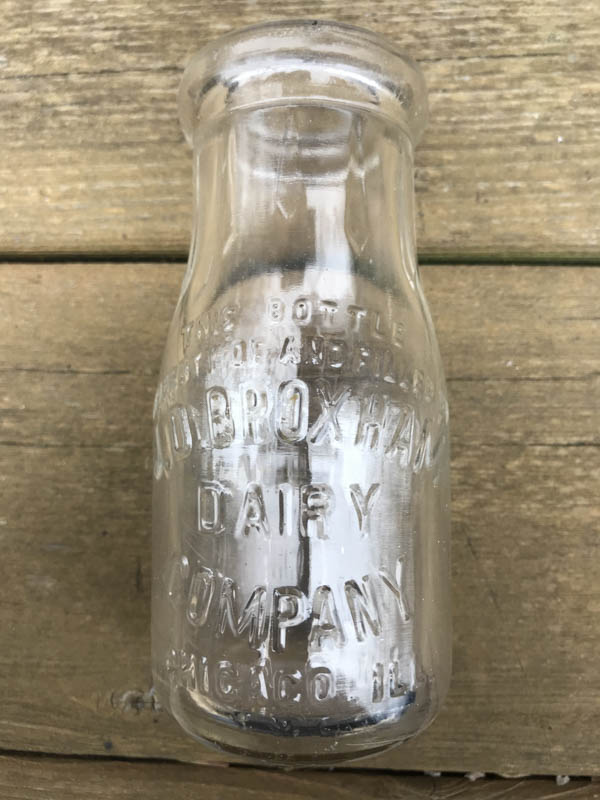 THIS BOTTLE
OF AND FILLED
BROXHAM
DAIRY
COMPANY
CHICAGO ILL